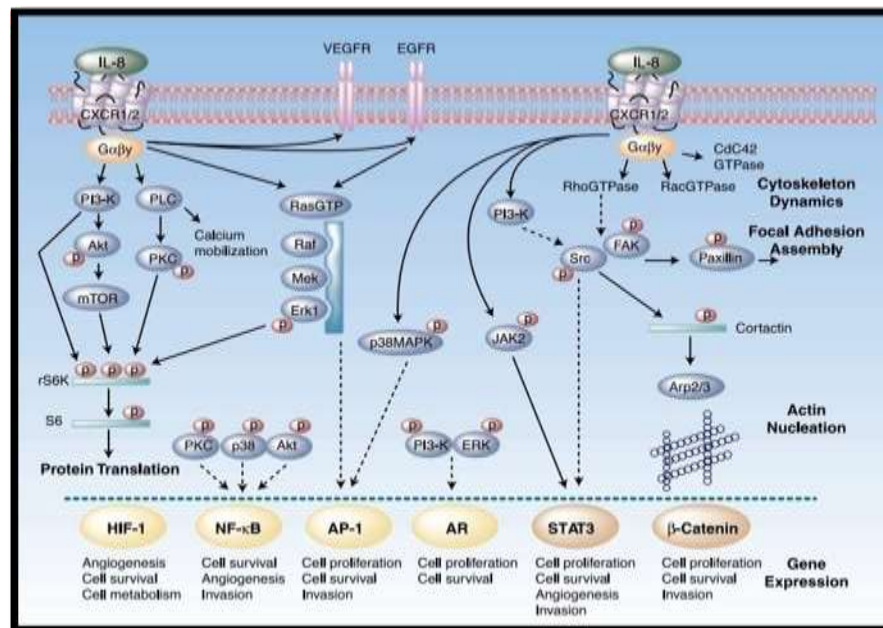 VEGFR EGFR
IL-8
CXCR1/2
Gαβγ
PI3-K
PLC
Akt
p
Calcium
mobilization
PKC
p
mTOR
RasGTP
Raf
Mek
Erk1
p
rS6K
p p p
S6
p
Protein Translation
IL-8
CXCR1/2
Gαβγ
CdC42
GTPase
RhoGTPase
RacGTPase
Cytoskeleton
Dynamics
PI3-K
p
FAK
Src
p
p
Paxillin
Focal Adhesion
Assembly
p
p38MAPK
p
JAK2
p
Cortactin
Arp2/3
Actin
Nucleation
p p p
PKC p38 Akt
p p
PI3-K ERK
HIF-1
Angiogenesis
Cell survival
Cell metabolism
NF-κB
Cell survival
Angiogenesis
Invasion
AP-1
Cell proliferation
Cell survival
Invasion
AR
Cell proliferation
Cell survival
STAT3
Cell proliferation
Cell survival
Angiogenesis
Invasion
β-Catenin
Cell proliferation
Cell survival
Invasion
Gene
Expression